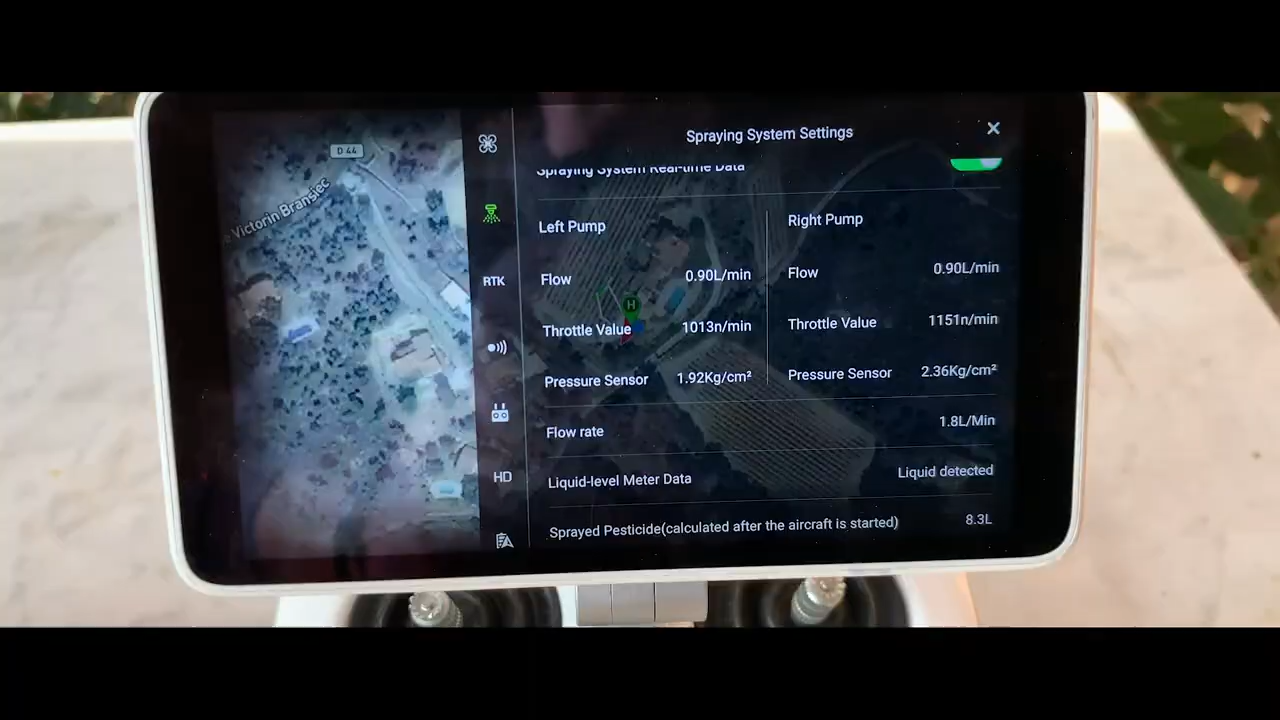 D 44
Victorin Bransiec
RTK
HD
Spraying System Settings
×
Spraying System Real-time Data
Left Pump
Flow 0.90L/min
Throttle Value 1013n/min
Pressure Sensor 1.92Kg/cm²
Right Pump
Flow 0.90L/min
Throttle Value 1151n/min
Pressure Sensor 2.36Kg/cm²
H
Flow rate 1.8L/Min
Liquid-level Meter Data Liquid detected
Sprayed Pesticide(calculated after the aircraft is started) 8.3L